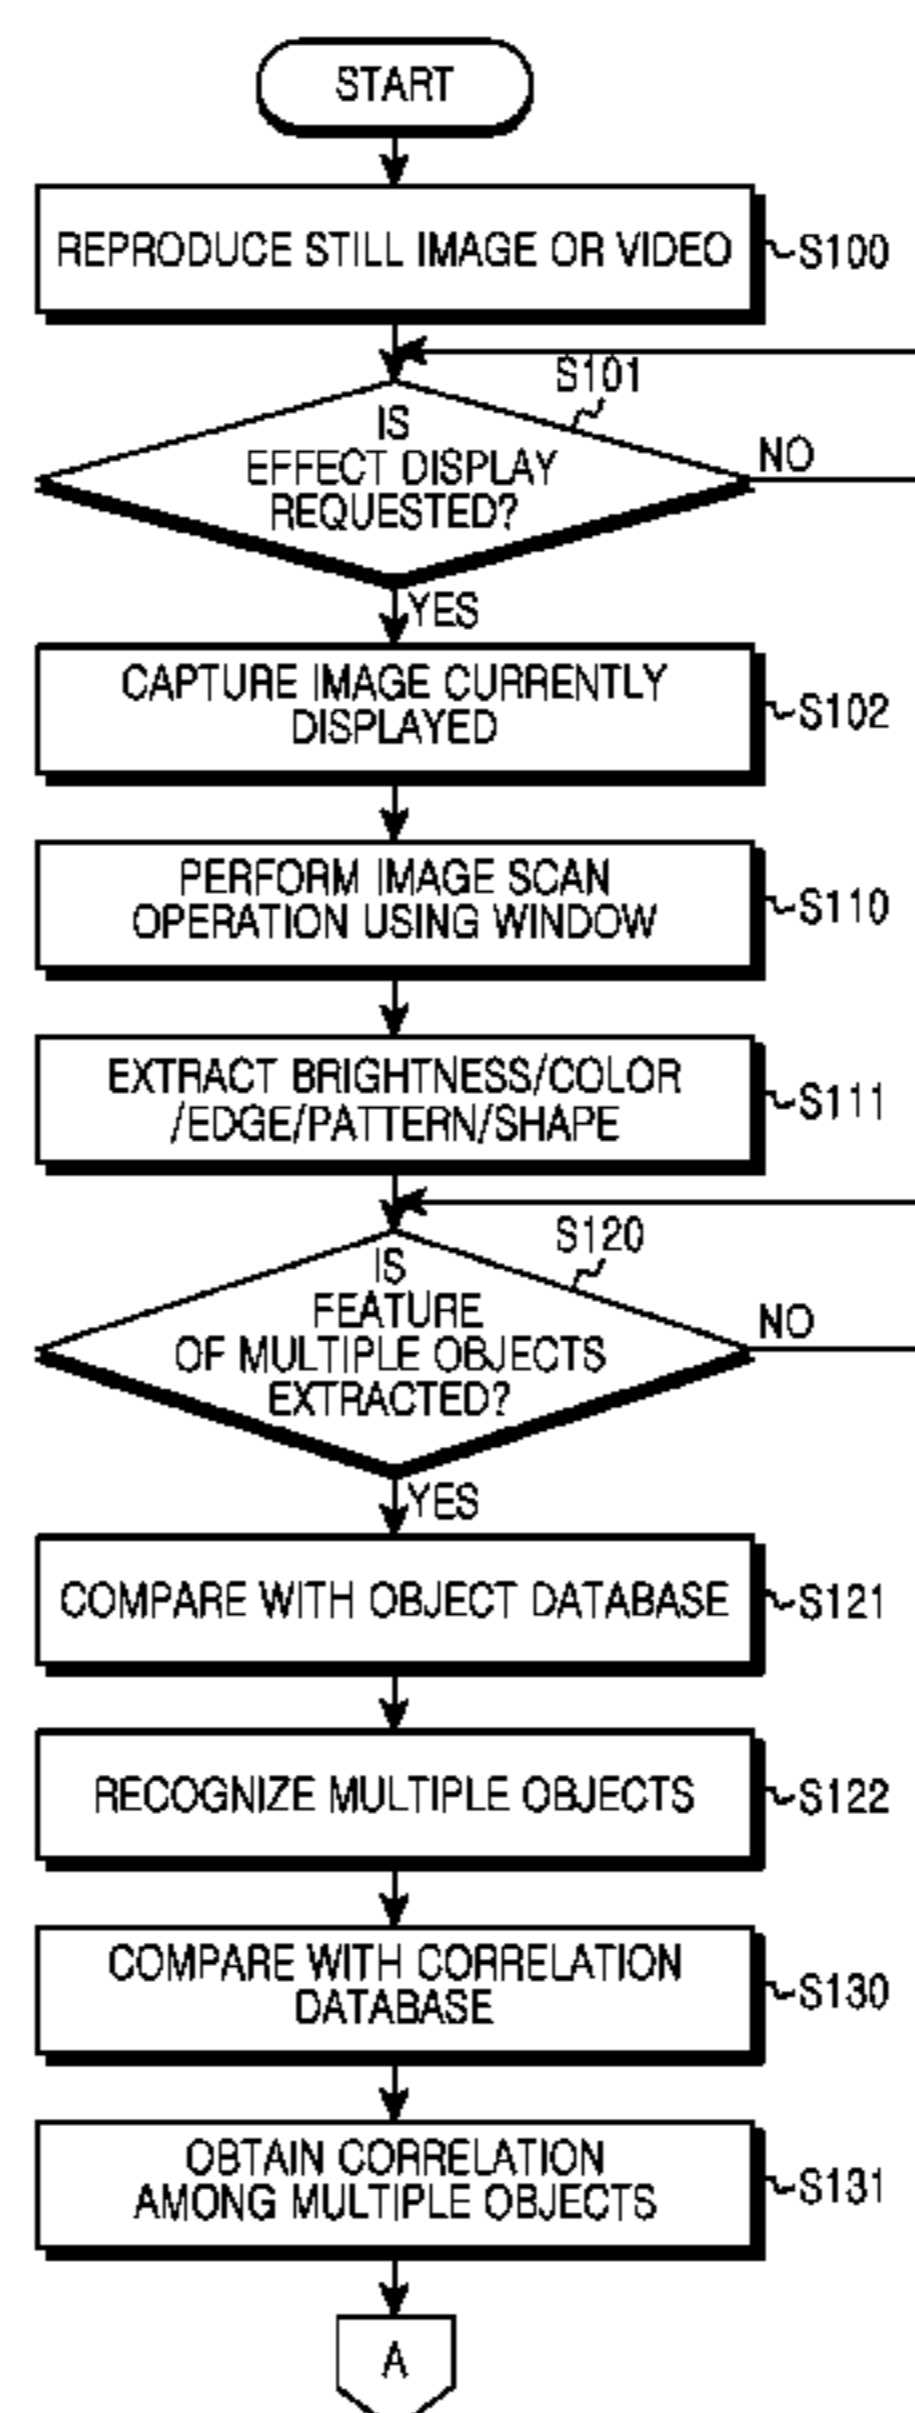 START
REPRODUCE STILL IMAGE OR VIDEO
S100
S101
IS
EFFECT DISPLAY
REQUESTED?
NO
YES
CAPTURE IMAGE CURRENTLY
DISPLAYED
S102
PERFORM IMAGE SCAN
OPERATION USING WINDOW
S110
EXTRACT BRIGHTNESS/COLOR
/EDGE/PATTERN/SHAPE
S111
S120
IS
FEATURE
OF MULTIPLE OBJECTS
EXTRACTED?
NO
YES
COMPARE WITH OBJECT DATABASE
S121
RECOGNIZE MULTIPLE OBJECTS
S122
COMPARE WITH CORRELATION
DATABASE
S130
OBTAIN CORRELATION
AMONG MULTIPLE OBJECTS
S131
A